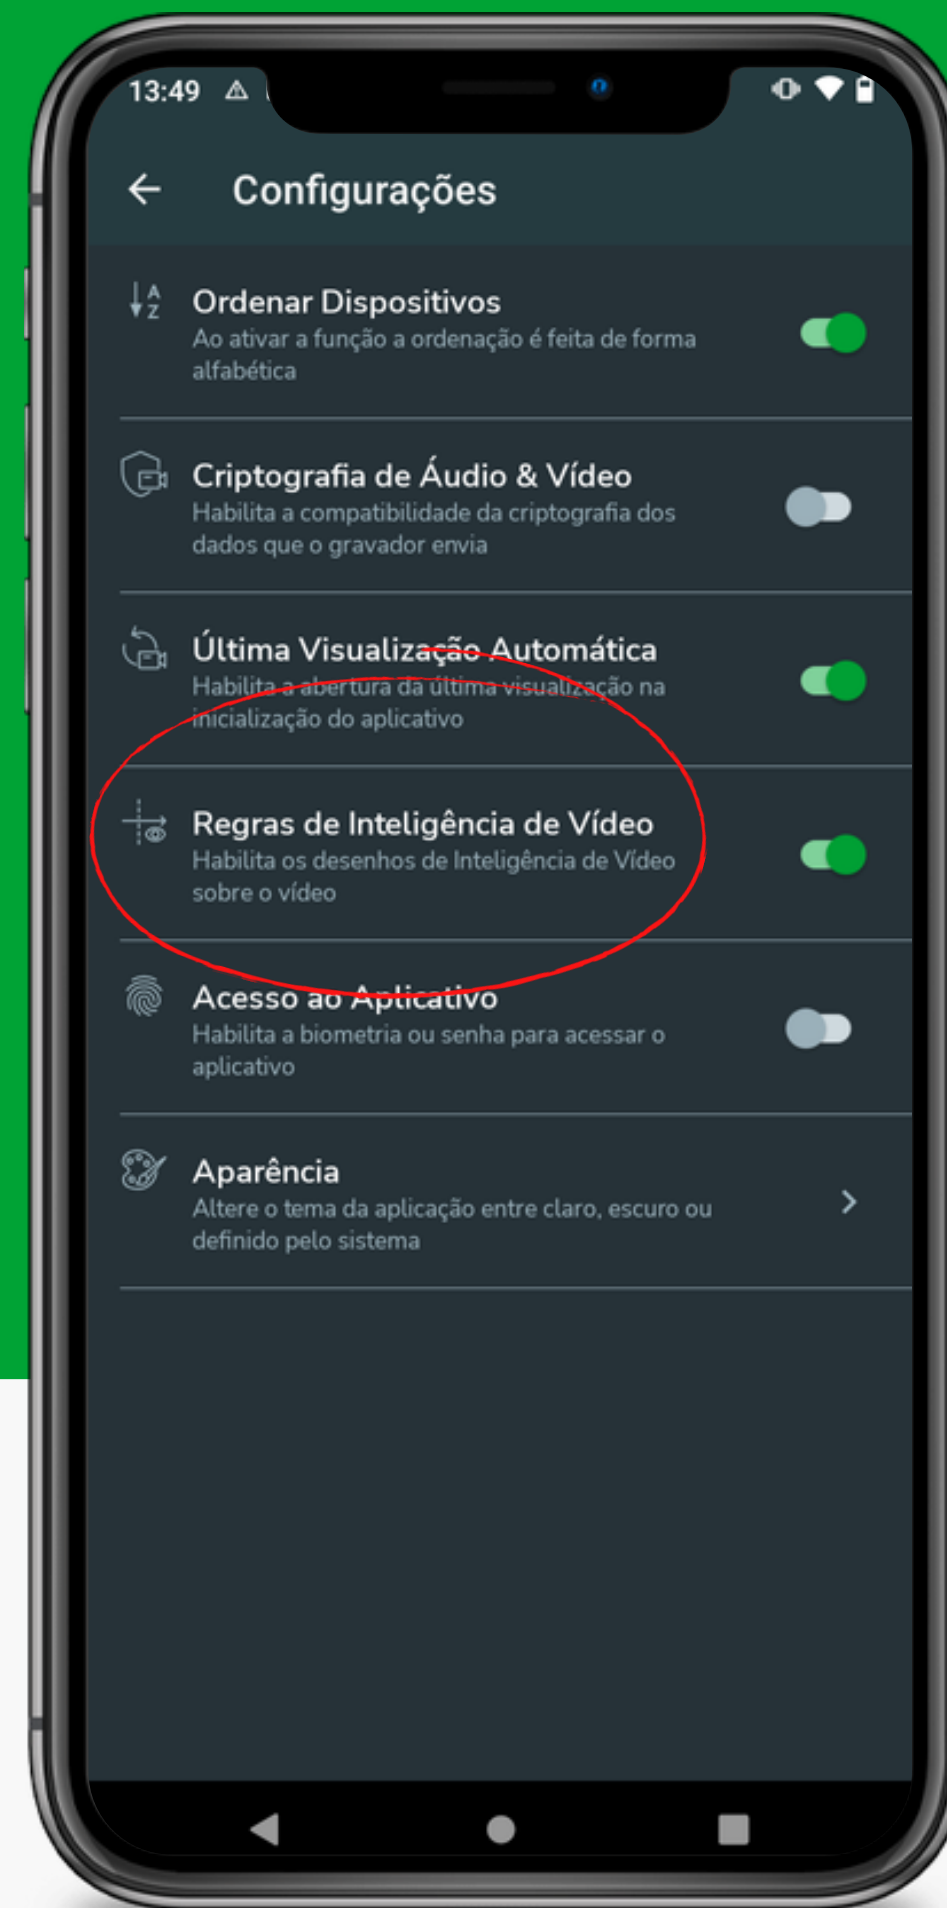 13:49
Configurações
Ordenar Dispositivos
Ao ativar a função a ordenação é feita de forma
alfabética
Criptografia de Áudio & Vídeo
Habilita a compatibilidade da criptografia dos
dados que o gravador envia
Última Visualização Automática
Habilita a abertura da última visualização na
inicialização do aplicativo
Regras de Inteligência de Vídeo
Habilita os desenhos de Inteligência de Vídeo
sobre o vídeo
Acesso ao Aplicativo
Habilita a biometria ou senha para acessar o
aplicativo
Aparência
Altere o tema da aplicação entre claro, escuro ou
definido pelo sistema